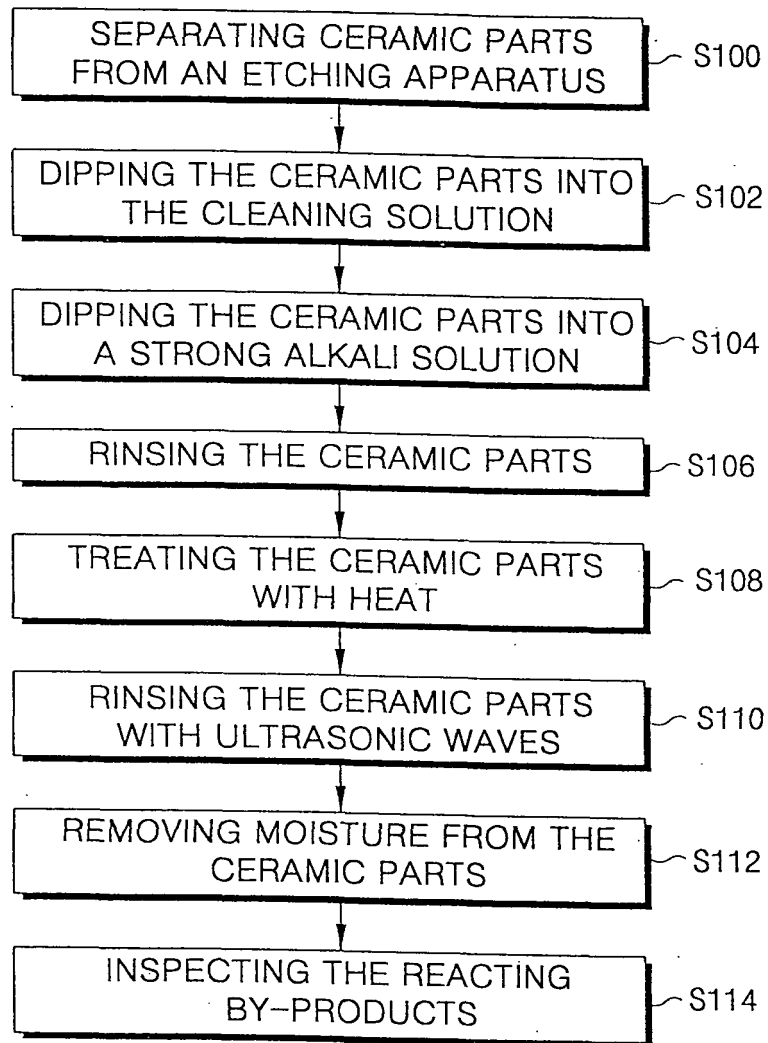 SEPARATING CERAMIC PARTS
FROM AN ETCHING APPARATUS
S100
DIPPING THE CERAMIC PARTS INTO
THE CLEANING SOLUTION
S102
DIPPING THE CERAMIC PARTS INTO
A STRONG ALKALI SOLUTION
S104
RINSING THE CERAMIC PARTS
S106
TREATING THE CERAMIC PARTS
WITH HEAT
S108
RINSING THE CERAMIC PARTS
WITH ULTRASONIC WAVES
S110
REMOVING MOISTURE FROM THE
CERAMIC PARTS
S112
INSPECTING THE REACTING
BY-PRODUCTS
S114